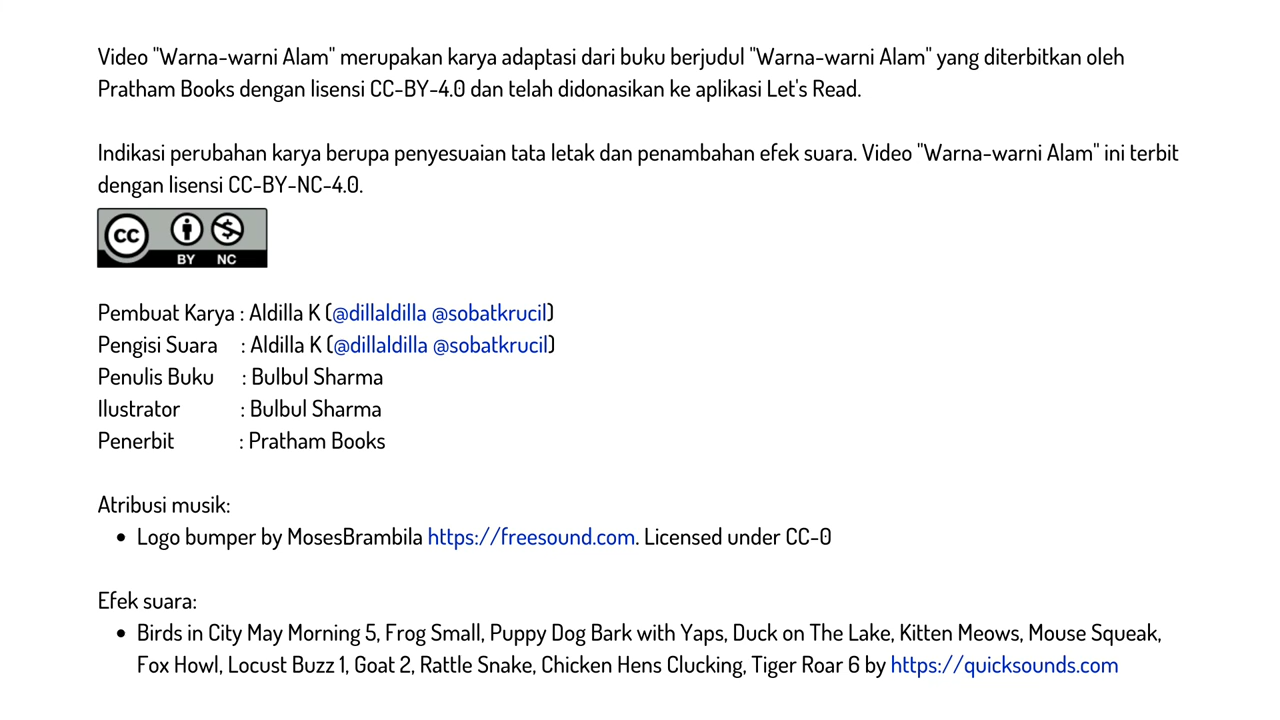 Video "Warna-warni Alam" merupakan karya adaptasi dari buku berjudul "Warna-warni Alam" yang diterbitkan oleh
Pratham Books dengan lisensi CC-BY-4.0 dan telah didonasikan ke aplikasi Let's Read.
Indikasi perubahan karya berupa penyesuaian tata letak dan penambahan efek suara. Video "Warna-warni Alam" ini terbit
dengan lisensi CC-BY-NC-4.0.
CC
BY NC
Pembuat Karya : Aldilla K (@dillaldilla @sobatkrucil)
Pengisi Suara : Aldilla K (@dillaldilla @sobatkrucil)
Penulis Buku : Bulbul Sharma
Ilustrator : Bulbul Sharma
Penerbit : Pratham Books
Atribusi musik:
• Logo bumper by MosesBrambila https://freesound.com. Licensed under CC-0
Efek suara:
• Birds in City May Morning 5, Frog Small, Puppy Dog Bark with Yaps, Duck on The Lake, Kitten Meows, Mouse Squeak,
Fox Howl, Locust Buzz 1, Goat 2, Rattle Snake, Chicken Hens Clucking, Tiger Roar 6 by https://quicksounds.com